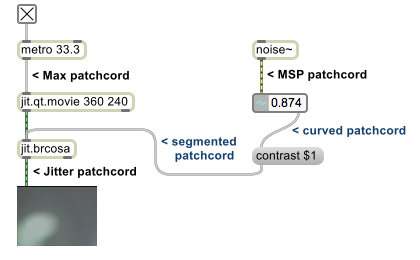 metro 33.3
noise~
< Max patchcord
< MSP patchcord
jit.qt.movie 360 240
~ 0.874
< curved patchcord
< segmented
patchcord
jit.brcosa
contrast $1
< Jitter patchcord